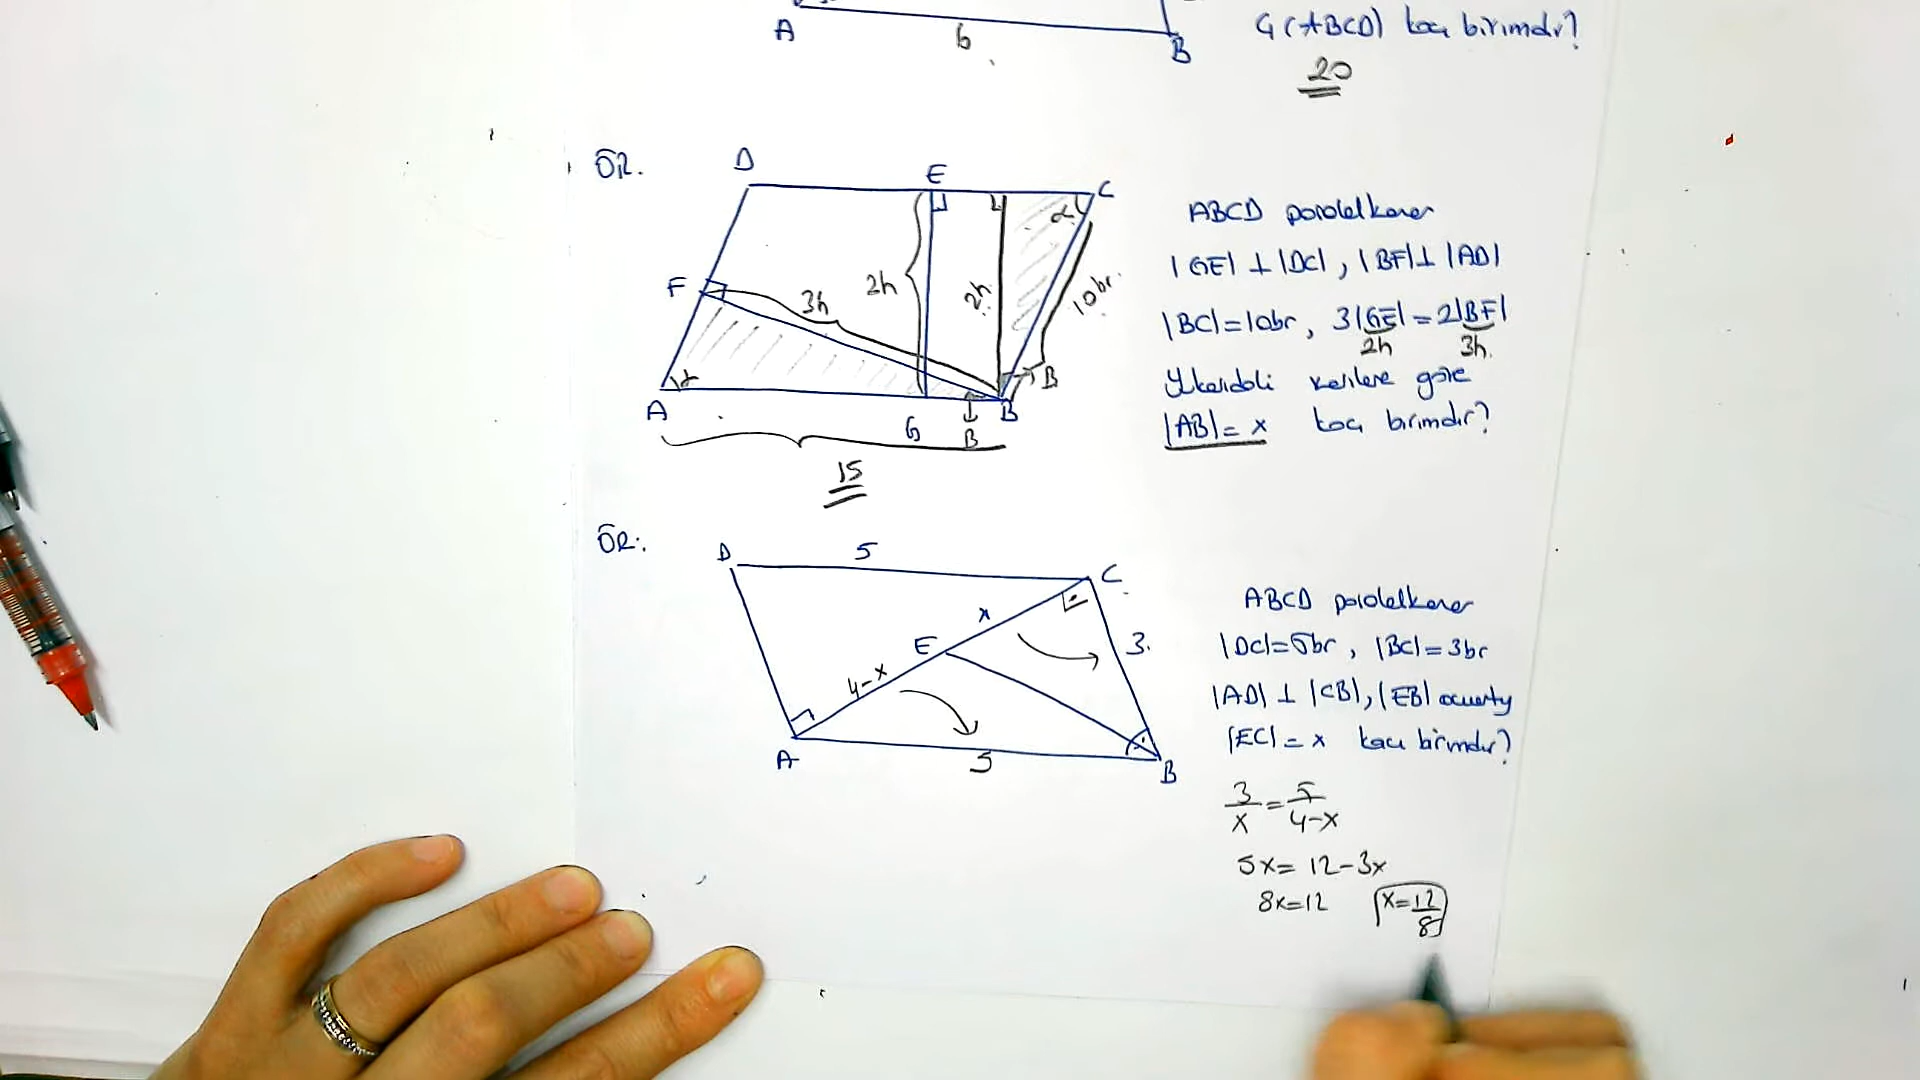 A
6
B
Ç(ABCD) kaç birimdir?
20
ÖR.
D
E
C
α
F
3h
2h
2h
10br.
α
A
G
B
B
B
15
ABCD paralelkenar
|GE| ⊥ |DC|, |BF| ⊥ |AD|
|BC|=10br, 3|GE|=2|BF|
2h 3h.
Yukarıdaki verilere göre
|AB|= x kaç birimdir?
ÖR:
D
5
C
x
E
3.
4-x
A
5
B
ABCD paralelkenar
|DC|=5br, |BC|=3br
|AD| ⊥ |CB|, |EB| açıortay
|EC| = x kaç birimdir?
3/x = 5/4-x
5x= 12-3x
8x=12 x=12/8